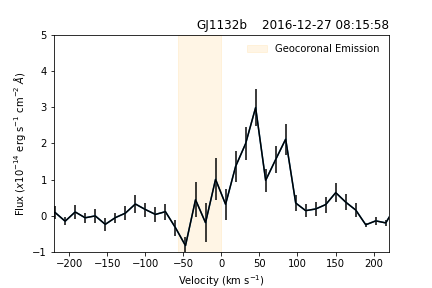 GJ1132b 2016-12-27 08:15:58
Geocoronal Emission
5
4
3
2
1
0
−1
Flux (x10⁻¹⁴ erg s⁻¹ cm⁻² Å)
−200 −150 −100 −50 0 50 100 150 200
Velocity (km s⁻¹)